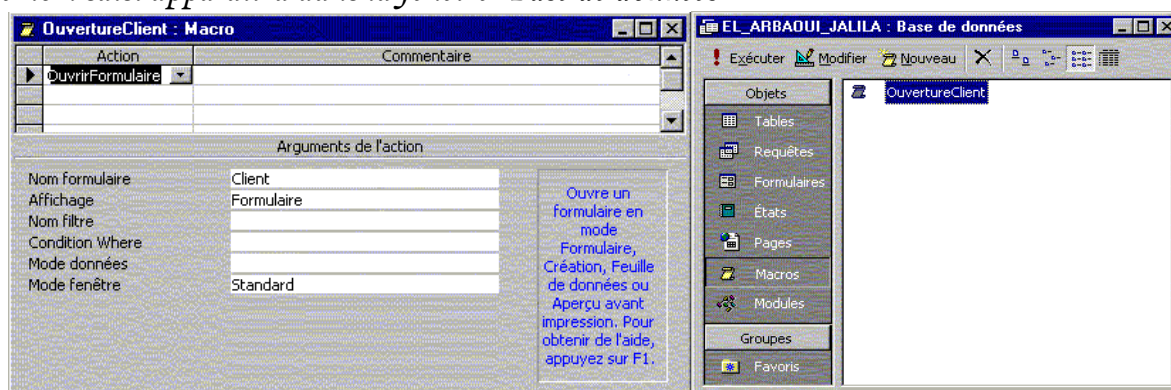 OuvertureClient : Macro
Action Commentaire
OuvrirFormulaire
Arguments de l'action
Nom formulaire Client
Affichage Formulaire
Nom filtre
Condition Where
Mode données
Mode fenêtre Standard
Ouvre un
formulaire en
mode
Formulaire,
Création, Feuille
de données ou
Aperçu avant
impression. Pour
obtenir de l'aide,
appuyez sur F1.
EL_ARBAOUI_JALILA : Base de données
Exécuter Modifier Nouveau
Objets
Tables
Requêtes
Formulaires
États
Pages
Macros
Modules
Groupes
Favoris
OuvertureClient